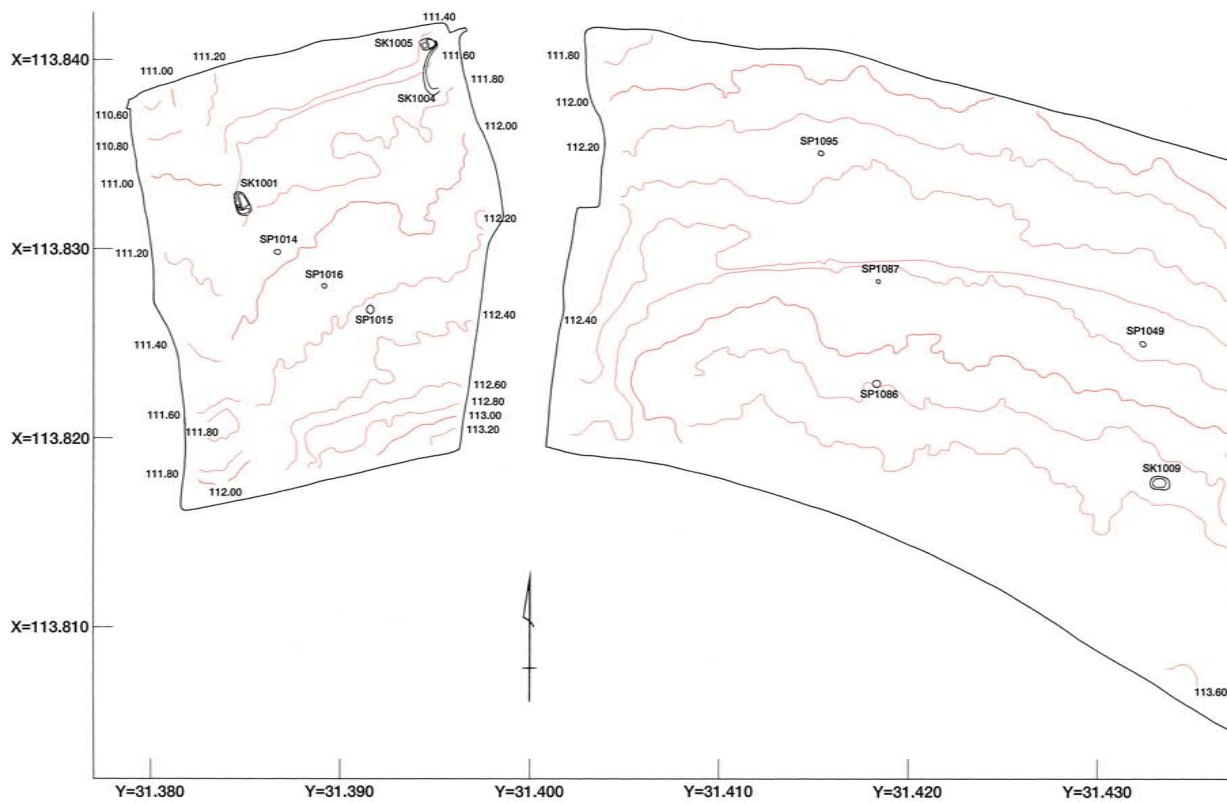 111.40
SK1005
111.20
111.60
X=113.840
111.80
111.00
111.80
SK1004
112.00
110.60
112.00
110.80
112.20
SP1095
111.00
SK1001
112.20
SP1014
X=113.830
111.20
SP1016
SP1087
SP1015
112.40
112.40
SP1049
111.40
112.60
SP1086
112.80
111.60
113.00
111.80
113.20
X=113.820
111.80
SK1009
112.00
X=113.810
113.60
Y=31.380
Y=31.390
Y=31.400
Y=31.410
Y=31.420
Y=31.430